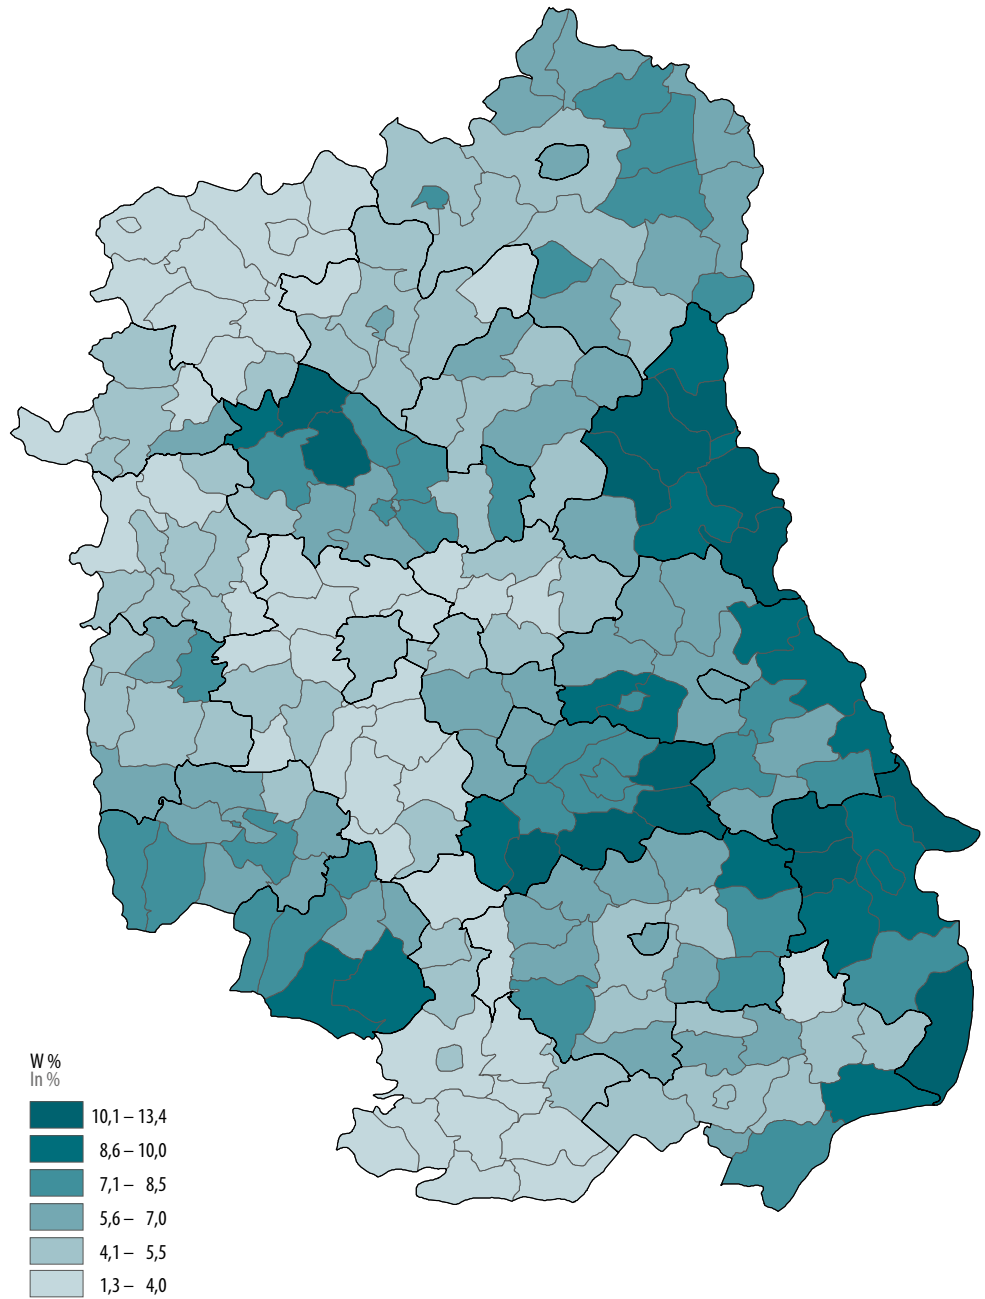 W %
In %
10,1 – 13,4
8,6 – 10,0
7,1 – 8,5
5,6 – 7,0
4,1 – 5,5
1,3 – 4,0